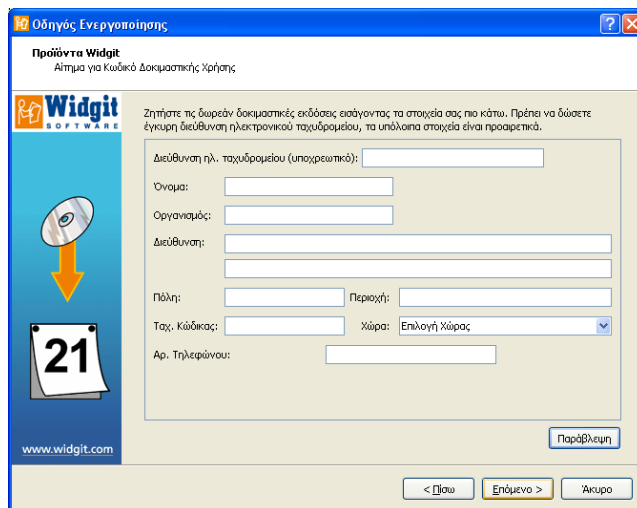 Οδηγός Ενεργοποίησης
Προϊόντα Widgit
Αίτημα για Κωδικό Δοκιμαστικής Χρήσης
Widgit
SOFTWARE
Ζητήστε τις δωρεάν δοκιμαστικές εκδόσεις εισάγοντας τα στοιχεία σας πιο κάτω. Πρέπει να δώσετε
έγκυρη διεύθυνση ηλεκτρονικού ταχυδρομείου, τα υπόλοιπα στοιχεία είναι προαιρετικά.
Διεύθυνση ηλ. ταχυδρομείου (υποχρεωτικό):
Όνομα:
Οργανισμός:
Διεύθυνση:
Πόλη: Περιοχή:
Ταχ. Κώδικας: Χώρα: Επιλογή Χώρας
Αρ. Τηλεφώνου:
21
Παράβλεψη
www.widgit.com
< Πίσω Επόμενο > Άκυρο